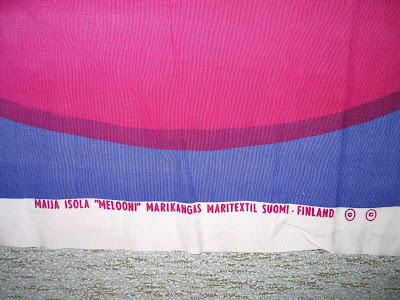 MAIJA ISOLA "MELOONI" MARIKANGAS MARITEXTIL SUOMI · FINLAND © ©